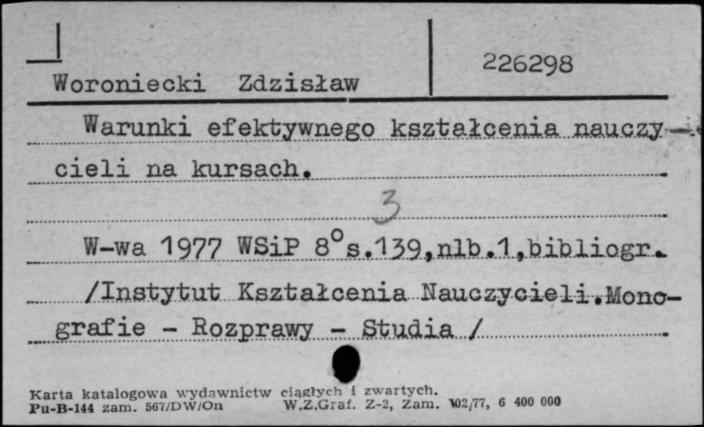 226298
Woroniecki Zdzisław
Warunki efektywnego kształcenia nauczy-
cieli na kursach.
3
W-wa 1977 WSiP 8° s.139,nlb.1,bibliogr.
/Instytut Kształcenia Nauczycieli.Mono-
grafie - Rozprawy - Studia /
Karta katalogowa wydawnictw ciągłych i zwartych.
Pu-B-144 zam. 567/DW/On W.Z.Graf. Z-2, Zam. 102/77, 6 400 000